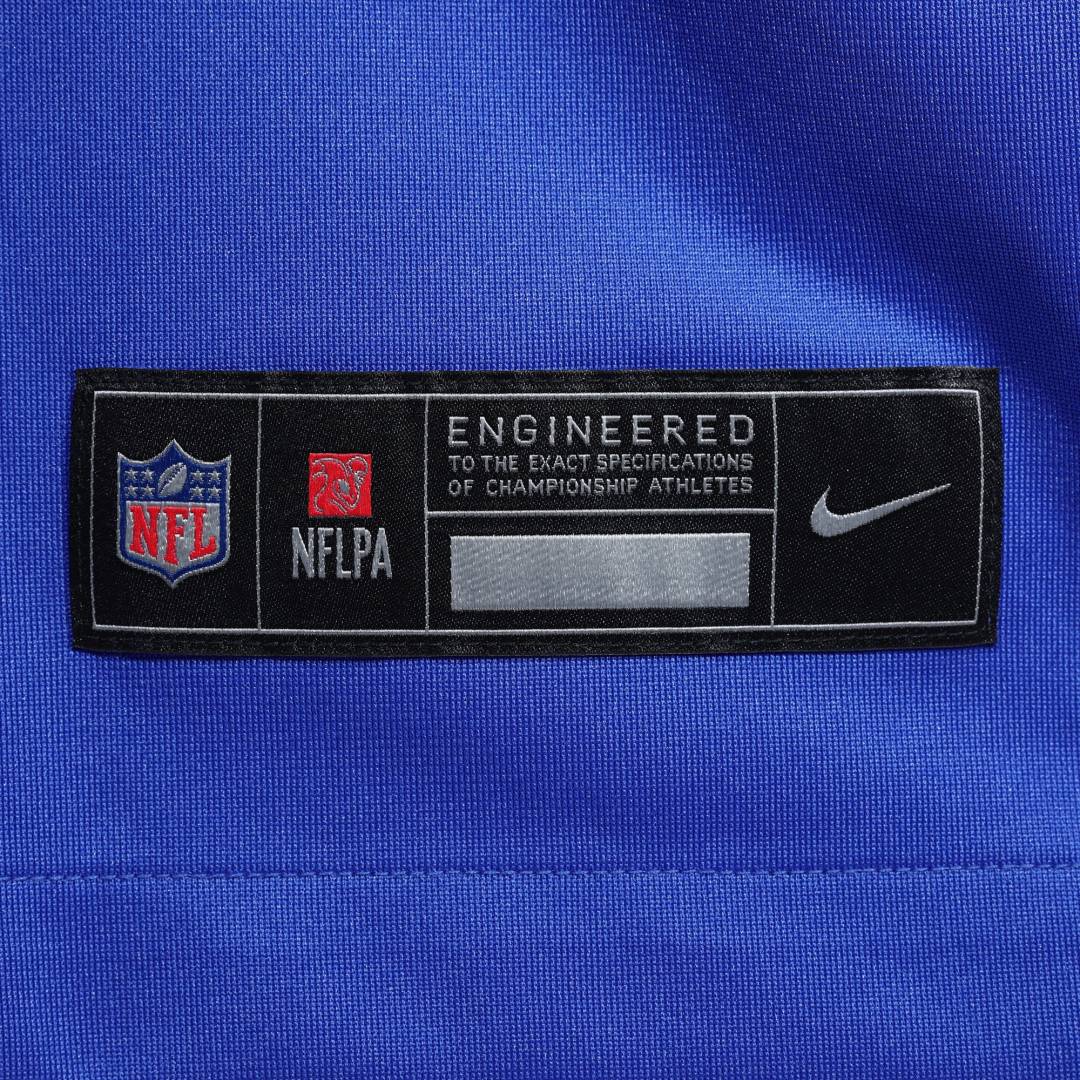 NFL
NFLPA
ENGINEERED
TO THE EXACT SPECIFICATIONS
OF CHAMPIONSHIP ATHLETES